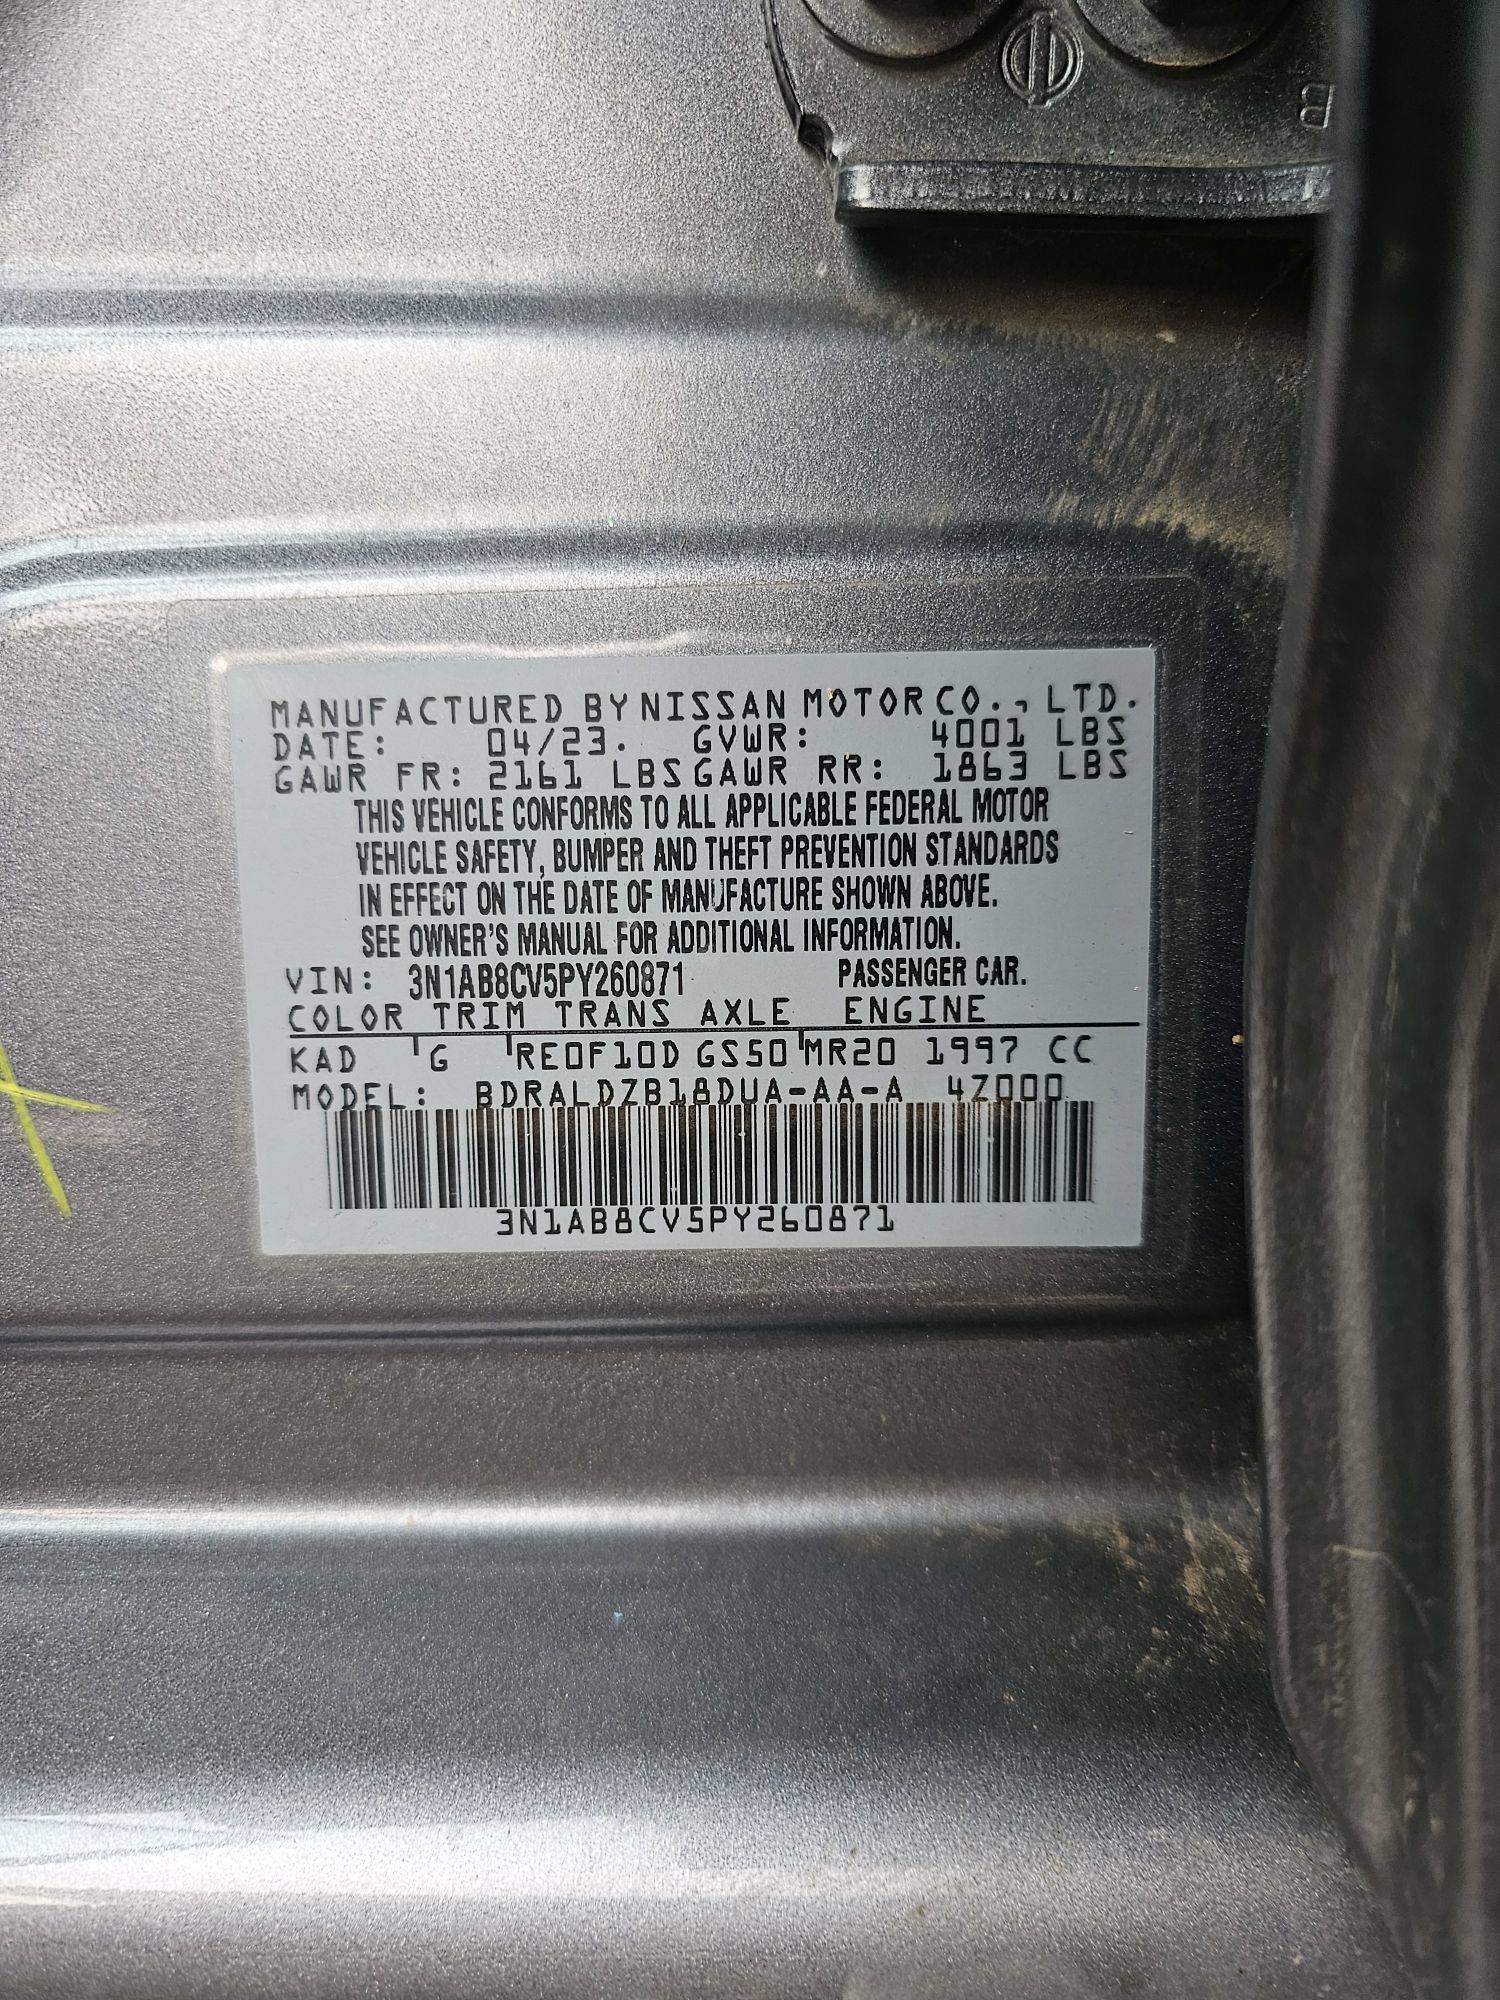 B
MANUFACTURED BY NISSAN MOTOR CO., LTD.
DATE: 04/23. GVWR: 4001 LBS
GAWR FR: 2161 LBS GAWR RR: 1863 LBS
THIS VEHICLE CONFORMS TO ALL APPLICABLE FEDERAL MOTOR
VEHICLE SAFETY, BUMPER AND THEFT PREVENTION STANDARDS
IN EFFECT ON THE DATE OF MANUFACTURE SHOWN ABOVE.
SEE OWNER'S MANUAL FOR ADDITIONAL INFORMATION.
VIN: 3N1AB8CV5PY260871 PASSENGER CAR.
COLOR TRIM TRANS AXLE ENGINE
KAD G RE0F10D GS50 MR20 1997 CC
MODEL: BDRALDZB18DUA-AA-A 4Z000
3N1AB8CV5PY260871